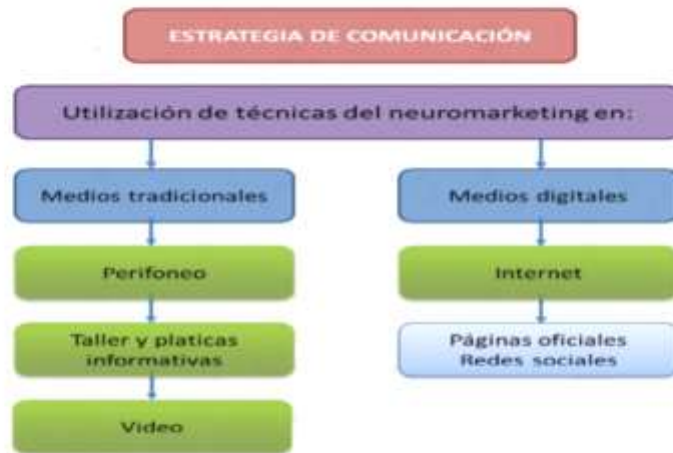 ESTRATEGIA DE COMUNICACIÓN
Utilización de técnicas del neuromarketing en:
Medios tradicionales
Perifoneo
Taller y platicas
informativas
Video
Medios digitales
Internet
Páginas oficiales
Redes sociales